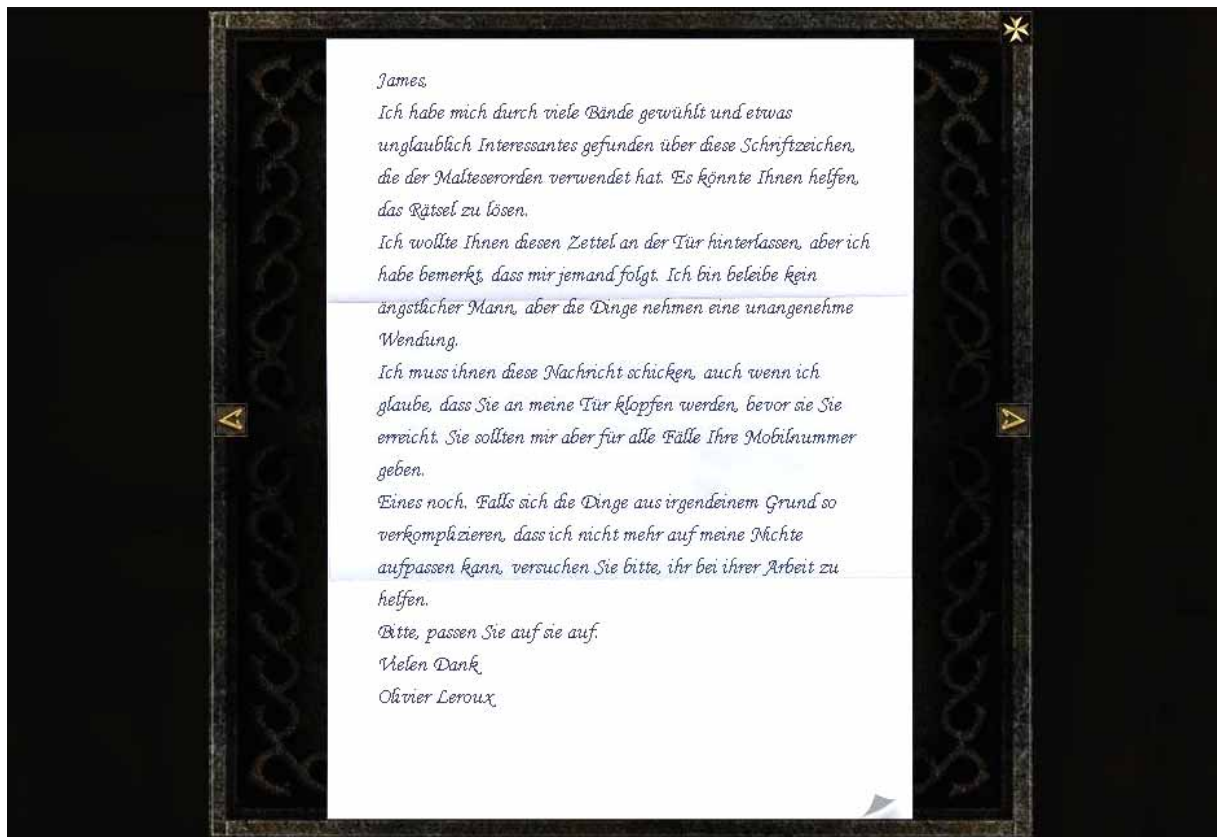 James,
Ich habe mich durch viele Bände gewühlt und etwas
unglaublich Interessantes gefunden über diese Schriftzeichen,
die der Malteserorden verwendet hat. Es könnte Ihnen helfen,
das Rätsel zu lösen.
Ich wollte Ihnen diesen Zettel an der Tür hinterlassen, aber ich
habe bemerkt, dass mir jemand folgt. Ich bin beleibe kein
ängstlicher Mann, aber die Dinge nehmen eine unangenehme
Wendung.
Ich muss ihnen diese Nachricht schicken, auch wenn ich
glaube, dass Sie an meine Tür klopfen werden, bevor sie Sie
erreicht. Sie sollten mir aber für alle Fälle Ihre Mobilnummer
geben.
Eines noch. Falls sich die Dinge aus irgendeinem Grund so
verkomplizieren, dass ich nicht mehr auf meine Nichte
aufpassen kann, versuchen Sie bitte, ihr bei ihrer Arbeit zu
helfen.
Bitte, passen Sie auf sie auf.
Vielen Dank
Olivier Leroux